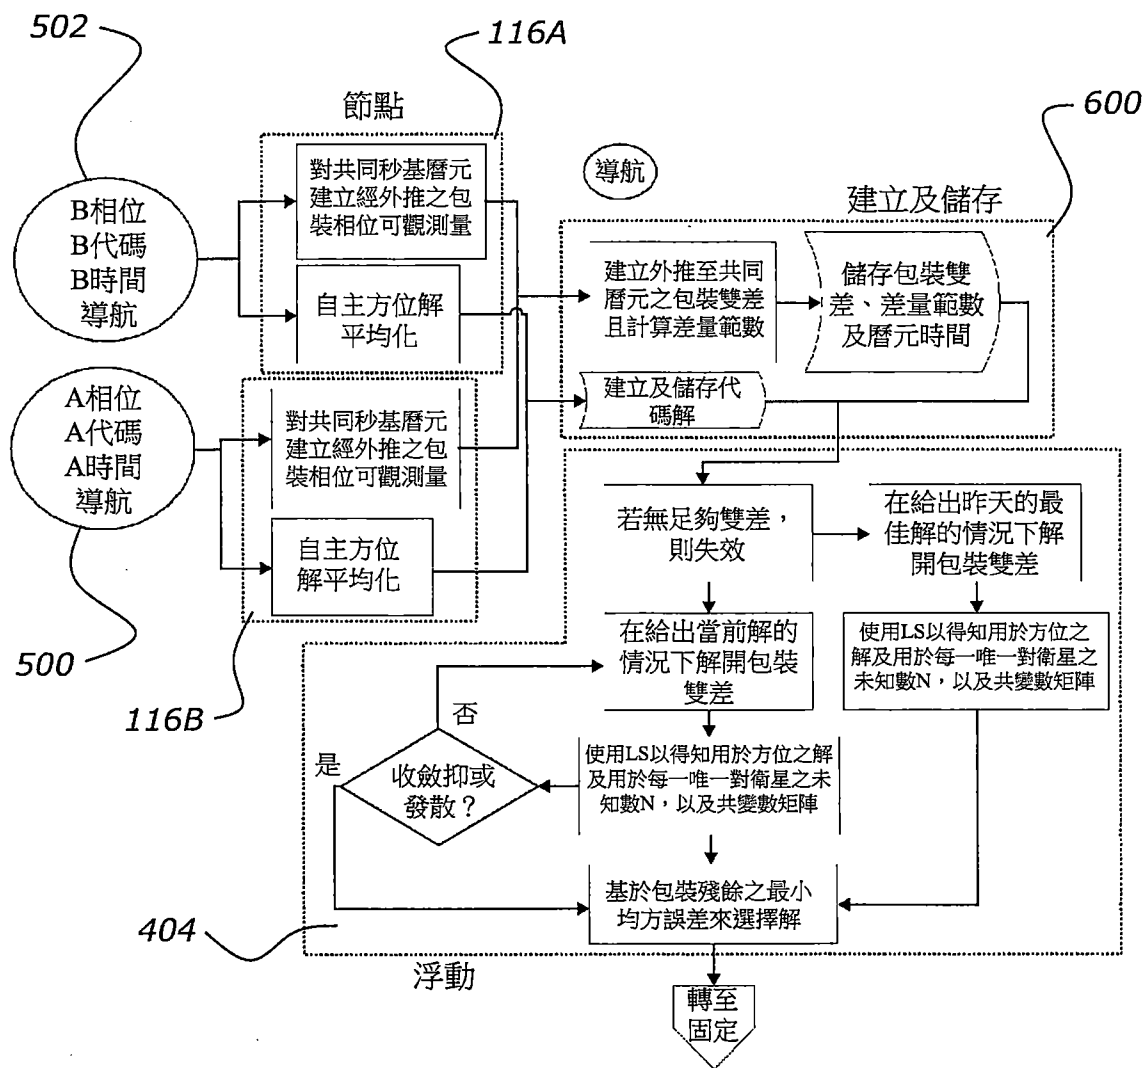 502
116A
節點
600
B相位
B代碼
B時間
導航
對共同秒基曆元
建立經外推之包
裝相位可觀測量
自主方位解
平均化
導航
建立及儲存
建立外推至共同
曆元之包裝雙差
且計算差量範數
儲存包裝雙
差、差量範數
及曆元時間
建立及儲存代
碼解
A相位
A代碼
A時間
導航
對共同秒基曆元
建立經外推之包
裝相位可觀測量
自主方位
解平均化
500
116B
若無足夠雙差，
則失效
在給出昨天的最
佳解的情況下解
開包裝雙差
在給出當前解的
情況下解開包裝
雙差
使用LS以得知用於方位之
解及用於每一唯一對衛星之
未知數N，以及共變數矩陣
否
是
收斂抑或
發散？
使用LS以得知用於方位之解
及用於每一唯一對衛星之未
知數N，以及共變數矩陣
基於包裝殘餘之最小
均方誤差來選擇解
404
浮動
轉至
固定